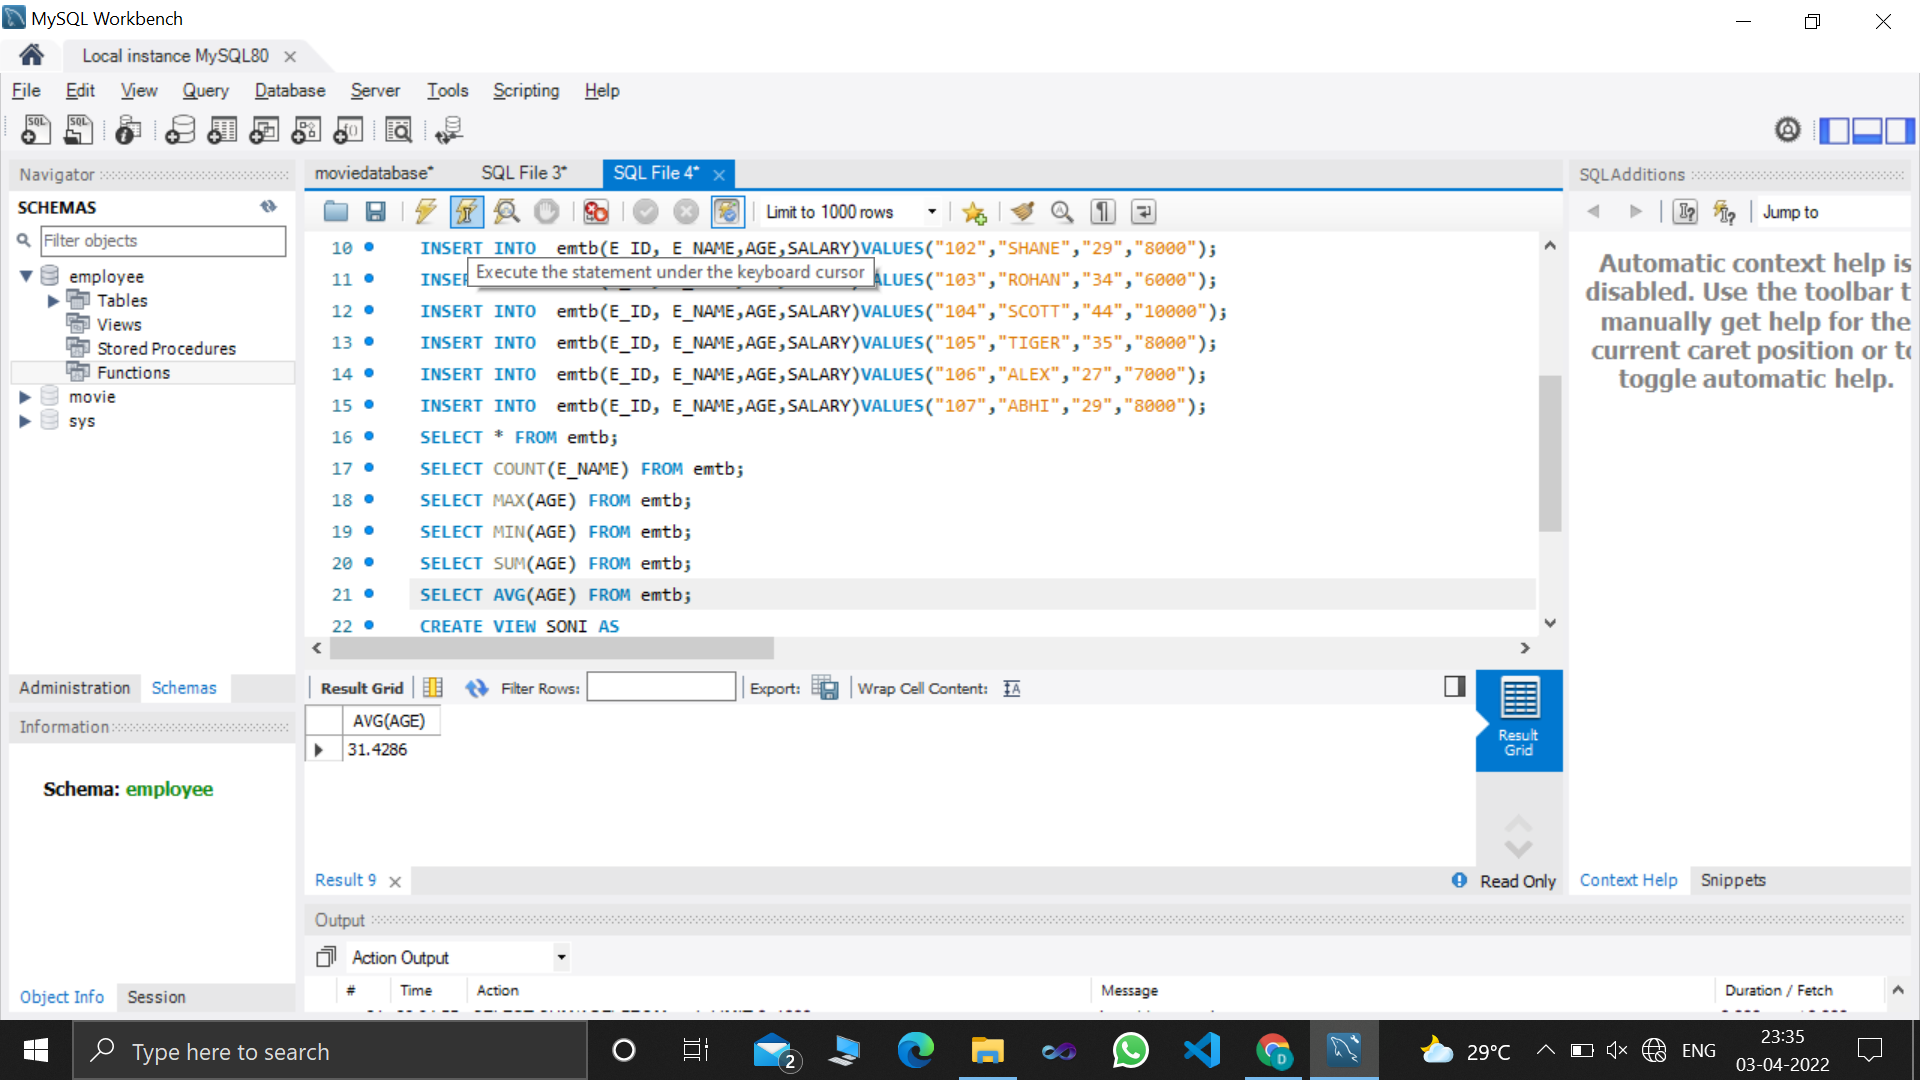 MySQL Workbench
Local instance MySQL80
File Edit View Query Database Server Tools Scripting Help
Navigator
SCHEMAS
Filter objects
employee
Tables
Views
Stored Procedures
Functions
movie
sys
Administration Schemas
Information
Schema: employee
Object Info Session
moviedatabase* SQL File 3* SQL File 4*
Limit to 1000 rows
10 INSERT INTO emtb(E_ID, E_NAME,AGE,SALARY)VALUES("102","SHANE","29","8000");
Execute the statement under the keyboard cursor
11 INSE VALUES("103","ROHAN","34","6000");
12 INSERT INTO emtb(E_ID, E_NAME,AGE,SALARY)VALUES("104","SCOTT","44","10000");
13 INSERT INTO emtb(E_ID, E_NAME,AGE,SALARY)VALUES("105","TIGER","35","8000");
14 INSERT INTO emtb(E_ID, E_NAME,AGE,SALARY)VALUES("106","ALEX","27","7000");
15 INSERT INTO emtb(E_ID, E_NAME,AGE,SALARY)VALUES("107","ABHI","29","8000");
16 SELECT * FROM emtb;
17 SELECT COUNT(E_NAME) FROM emtb;
18 SELECT MAX(AGE) FROM emtb;
19 SELECT MIN(AGE) FROM emtb;
20 SELECT SUM(AGE) FROM emtb;
21 SELECT AVG(AGE) FROM emtb;
22 CREATE VIEW SONI AS
Result Grid Filter Rows: Export: Wrap Cell Content:
AVG(AGE)
31.4286
Result
Grid
Result 9
Read Only
Output
Action Output
# Time Action Message Duration / Fetch
SQLAdditions
Jump to
Automatic context help is
disabled. Use the toolbar t
manually get help for the
current caret position or to
toggle automatic help.
Context Help Snippets
Type here to search
2
D
29°C
ENG
23:35
03-04-2022